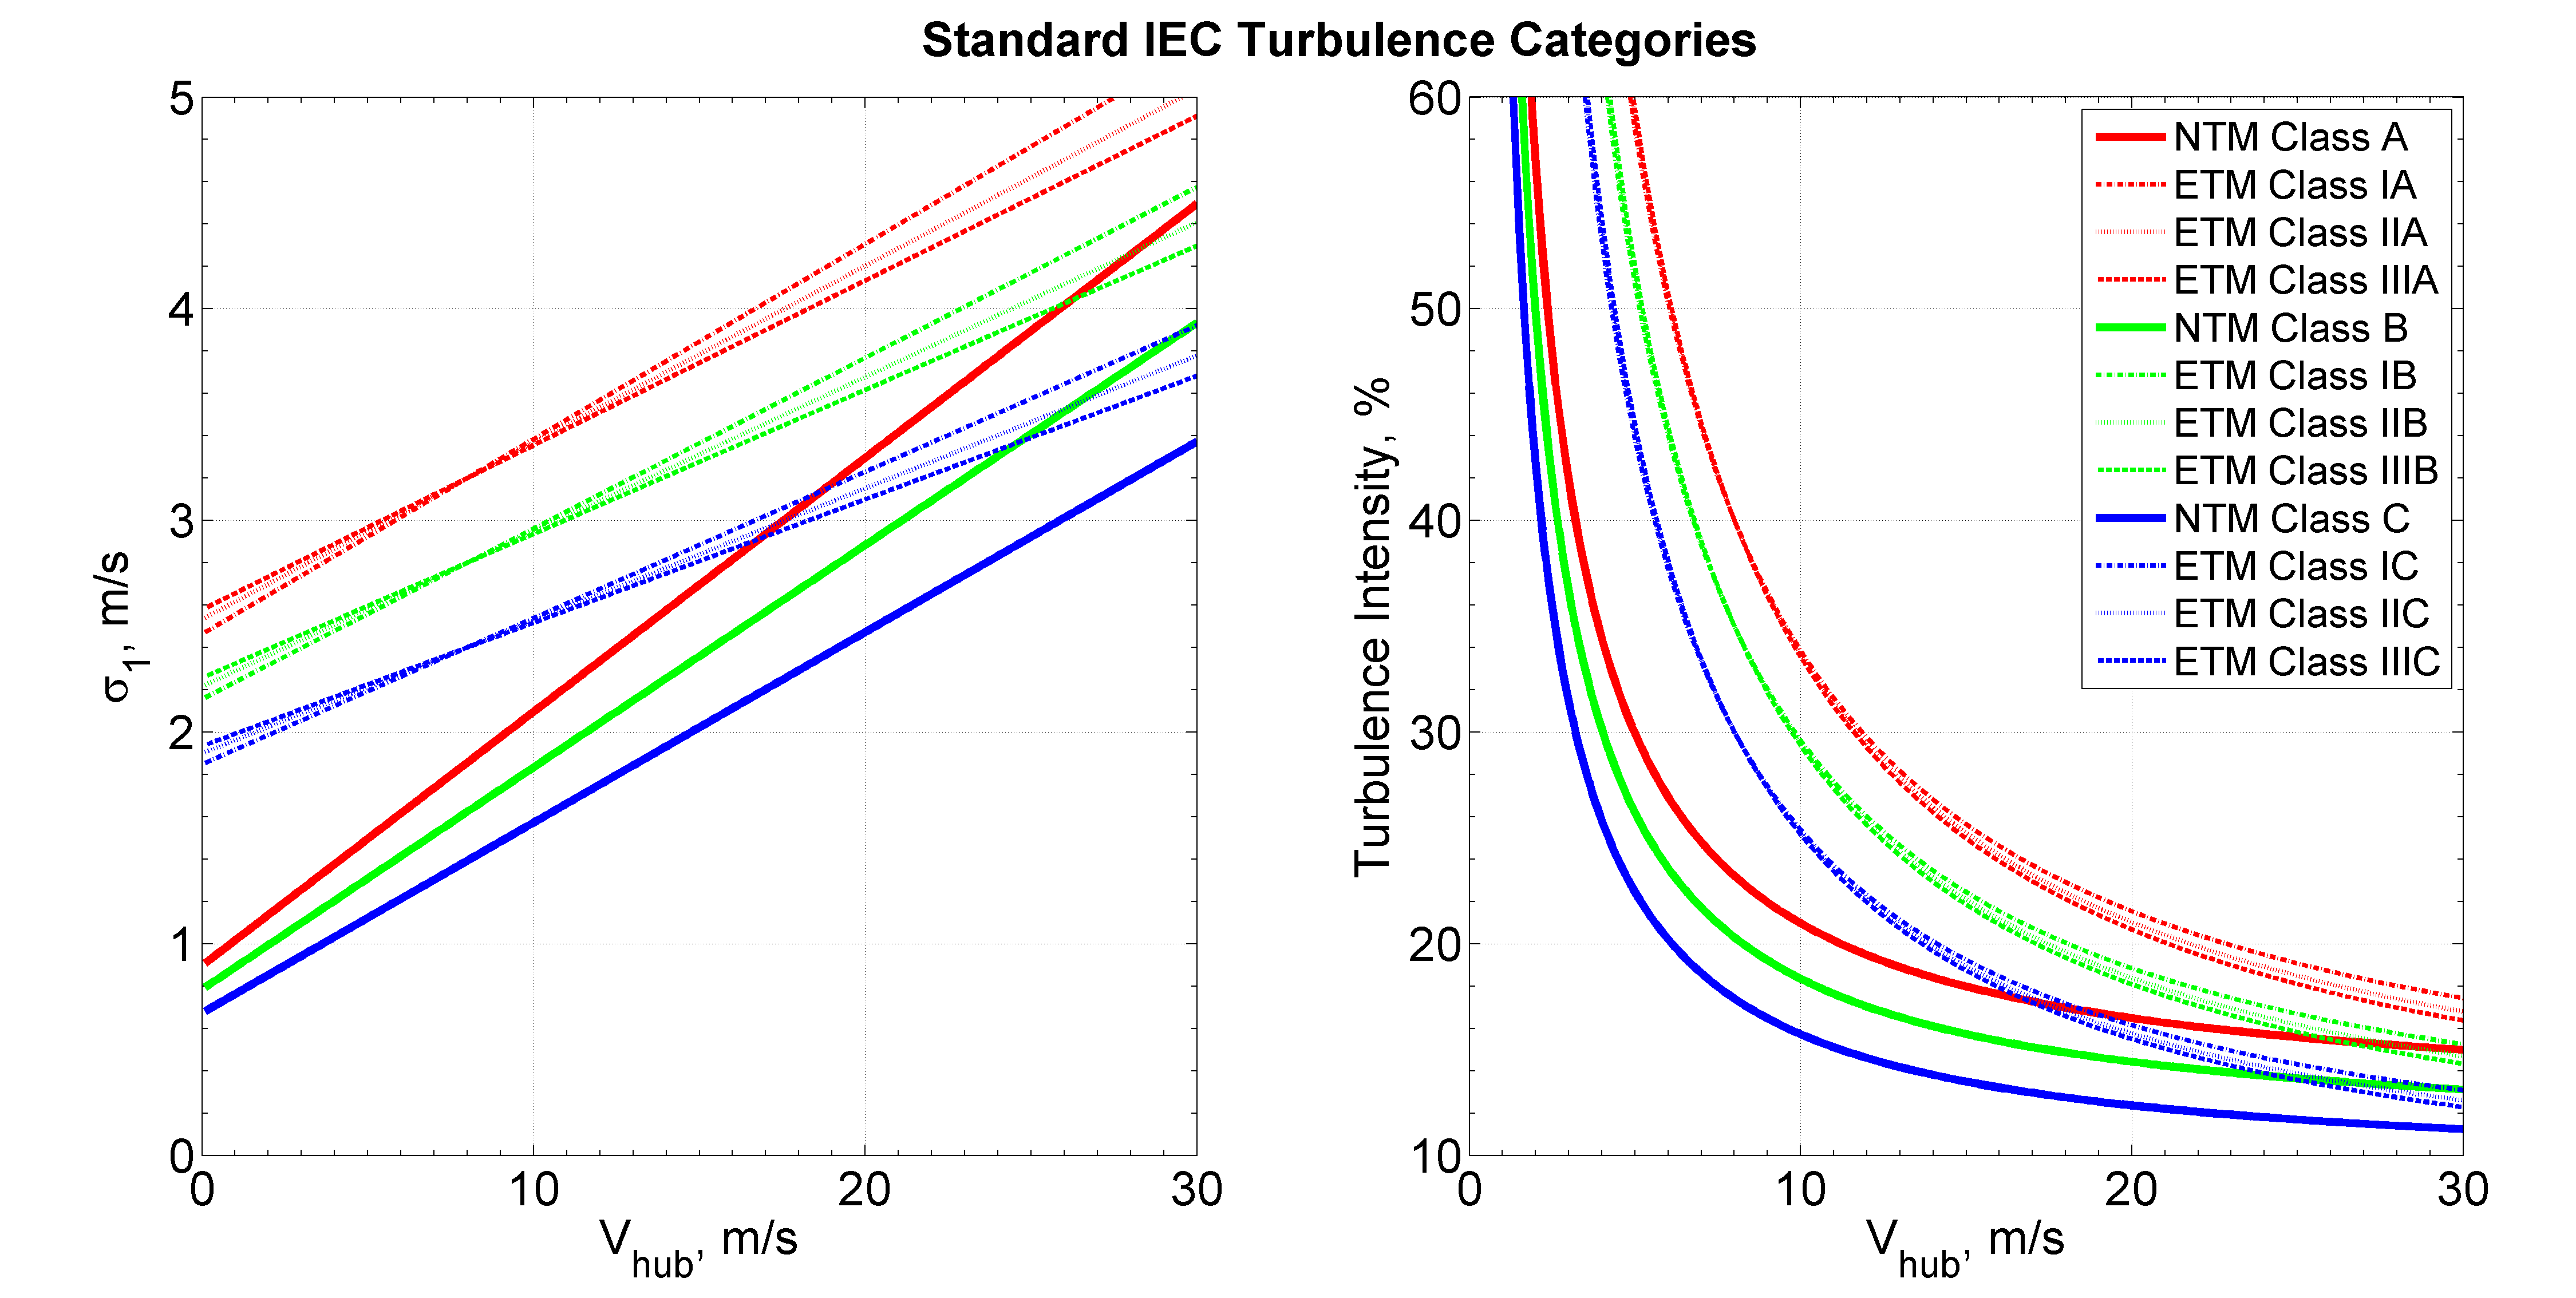 Standard IEC Turbulence Categories
5
4
3
2
1
0
0 10 20 30
σ1, m/s
Vhub, m/s
60
50
40
30
20
10
0 10 20 30
Turbulence Intensity, %
Vhub, m/s
NTM Class A
ETM Class IA
ETM Class IIA
ETM Class IIIA
NTM Class B
ETM Class IB
ETM Class IIB
ETM Class IIIB
NTM Class C
ETM Class IC
ETM Class IIC
ETM Class IIIC